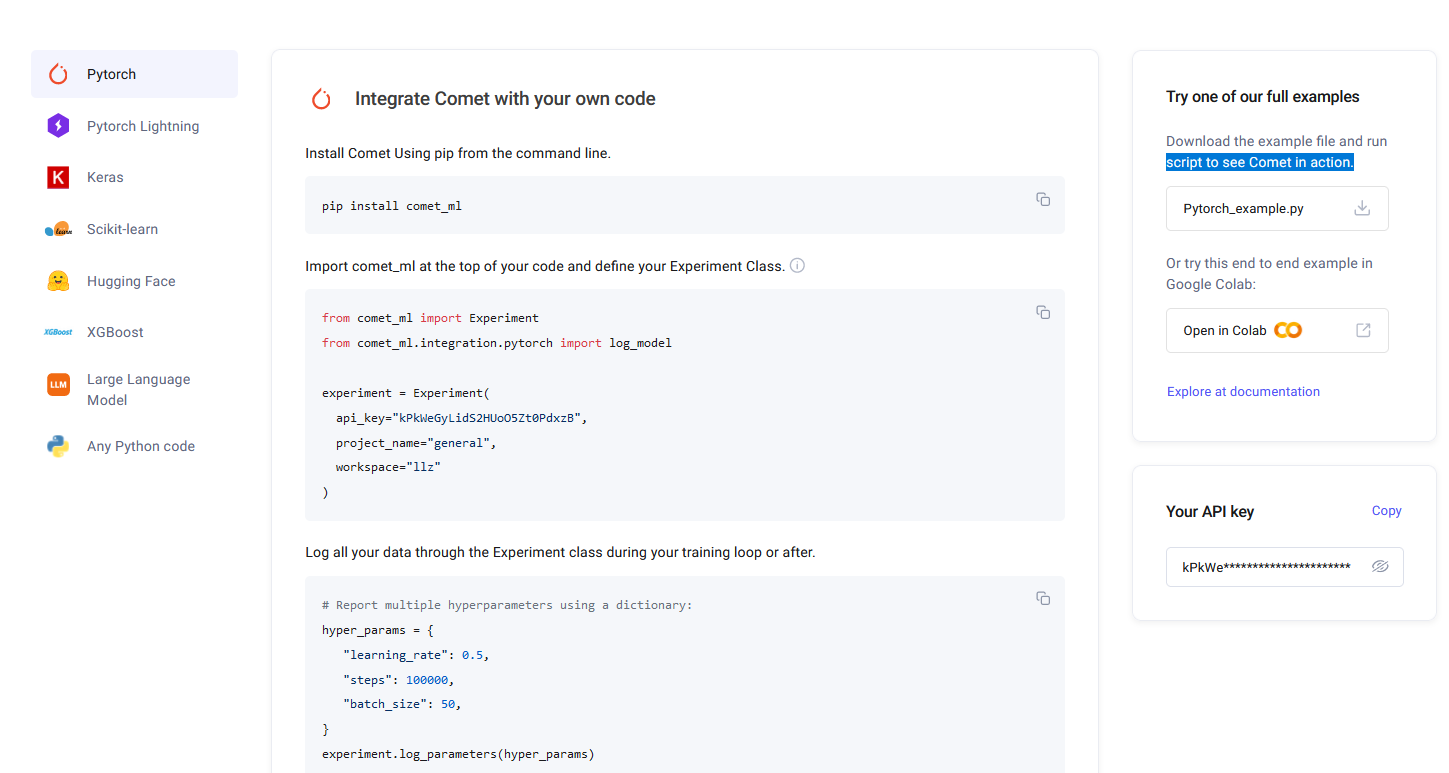 Pytorch
Pytorch Lightning
Keras
Scikit-learn
Hugging Face
XGBoost
XGBoost
Large Language
Model
LLM
Any Python code
Integrate Comet with your own code
Install Comet Using pip from the command line.
pip install comet_ml
Import comet_ml at the top of your code and define your Experiment Class.
from comet_ml import Experiment
from comet_ml.integration.pytorch import log_model
experiment = Experiment(
api_key="kPkWeGyLidS2HUoO5Zt0PdxzB",
project_name="general",
workspace="llz"
)
Log all your data through the Experiment class during your training loop or after.
# Report multiple hyperparameters using a dictionary:
hyper_params = {
"learning_rate": 0.5,
"steps": 100000,
"batch_size": 50,
}
experiment.log_parameters(hyper_params)
Try one of our full examples
Download the example file and run
script to see Comet in action.
Pytorch_example.py
Or try this end to end example in
Google Colab:
Open in Colab
Explore at documentation
Your API key
Copy
kPkWe**********************